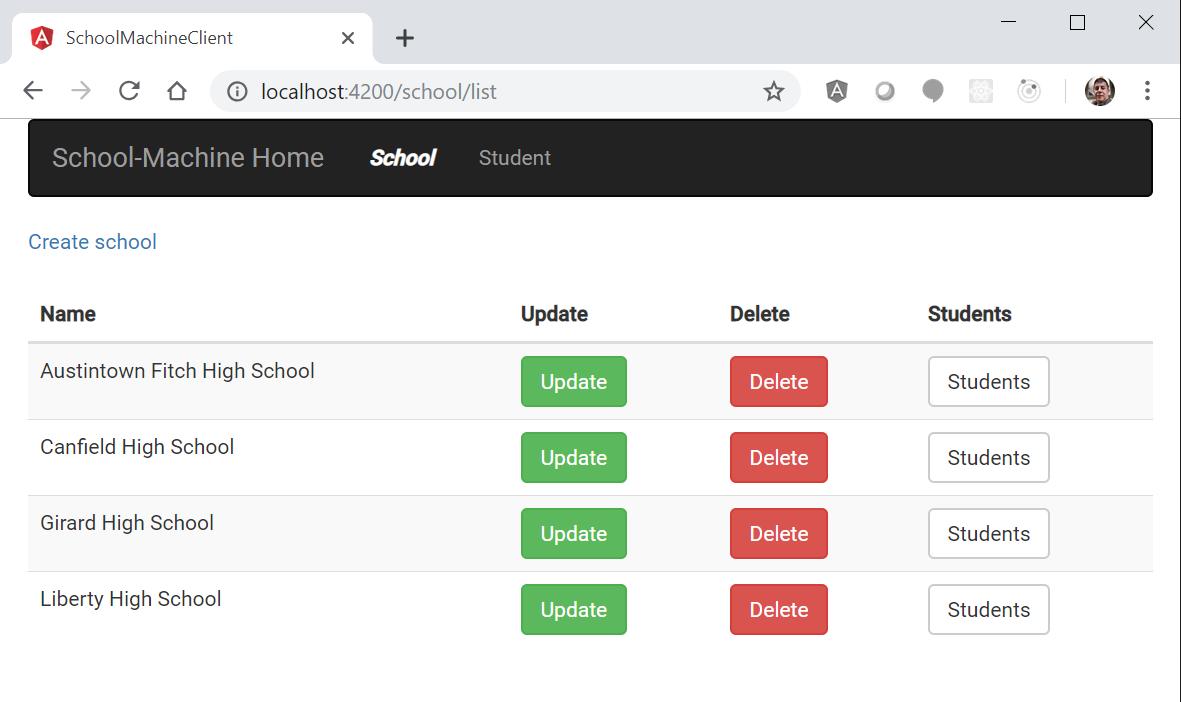 SchoolMachineClient
localhost:4200/school/list
School-Machine Home School Student
Create school
Name Update Delete Students
Austintown Fitch High School Update Delete Students
Canfield High School Update Delete Students
Girard High School Update Delete Students
Liberty High School Update Delete Students